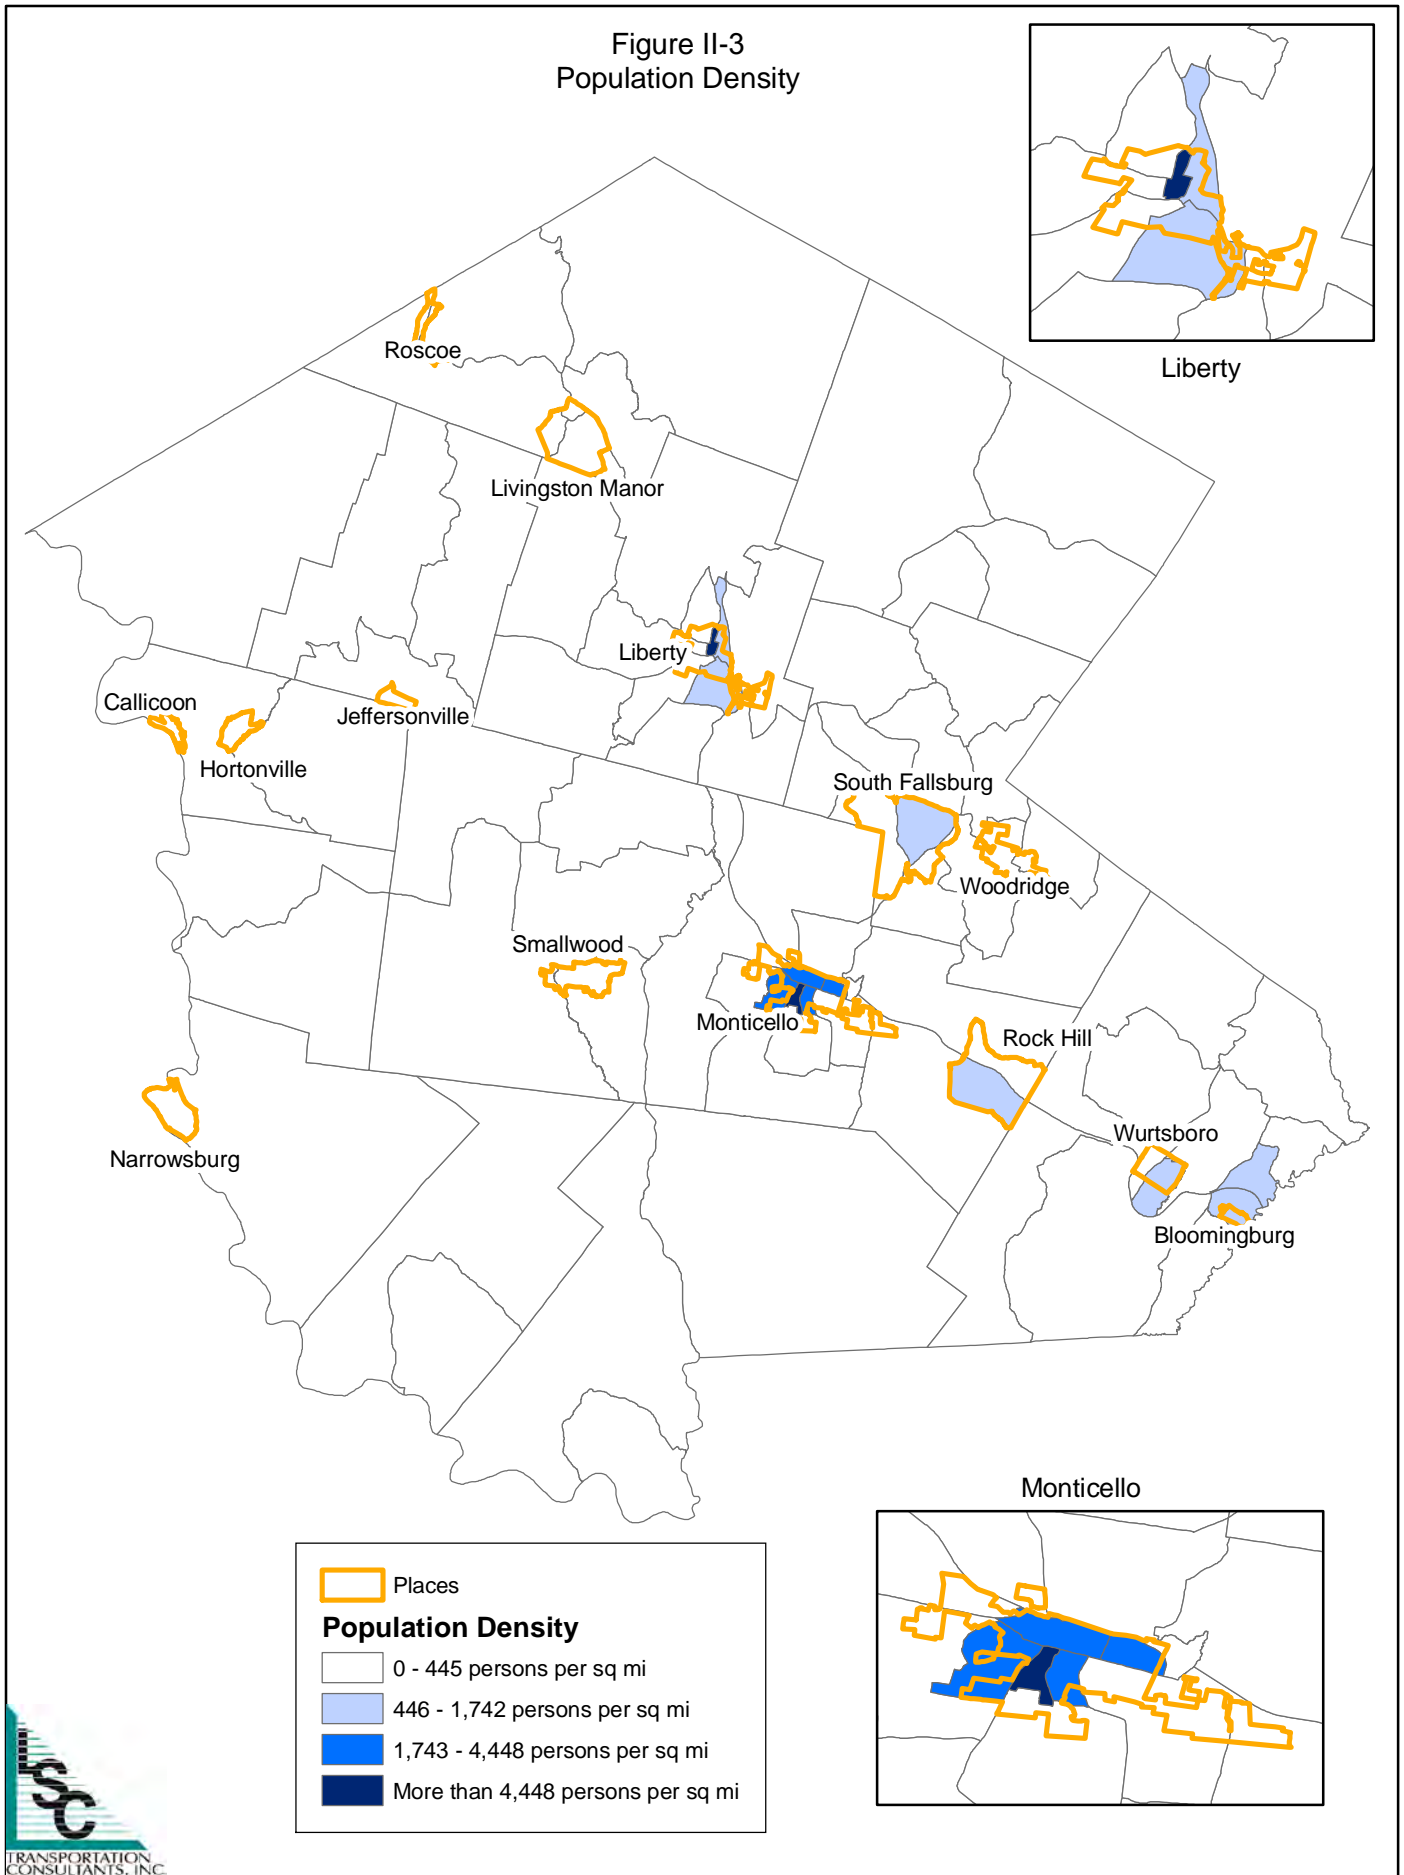 Figure II-3
Population Density
Liberty
Roscoe
Livingston Manor
Liberty
Callicoon
Jeffersonville
Hortonville
South Fallsburg
Woodridge
Smallwood
Monticello
Rock Hill
Narrowsburg
Wurtsboro
Bloomingburg
Monticello
Places
Population Density
0 - 445 persons per sq mi
446 - 1,742 persons per sq mi
1,743 - 4,448 persons per sq mi
More than 4,448 persons per sq mi
LSC
TRANSPORTATION
CONSULTANTS, INC.